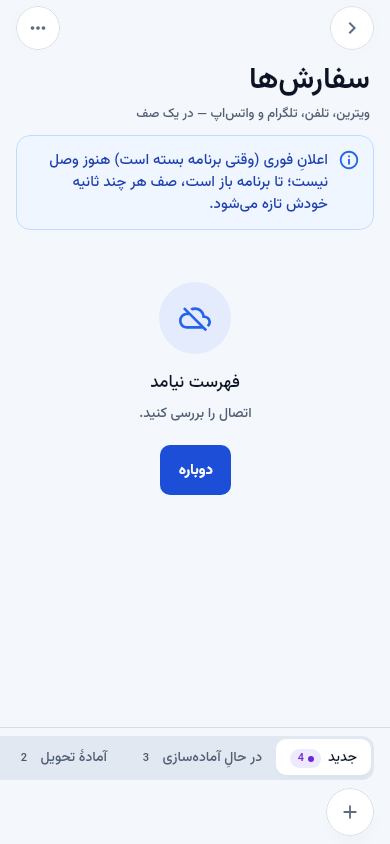 سفارش‌ها
ویترین، تلفن، تلگرام و واتس‌اپ — در یک صف
اعلانِ فوری (وقتی برنامه بسته است) هنوز وصل
نیست؛ تا برنامه باز است، صف هر چند ثانیه
خودش تازه می‌شود.
فهرست نیامد
اتصال را بررسی کنید.
دوباره
جدید 4 در حالِ آماده‌سازی 3 آمادهٔ تحویل 2